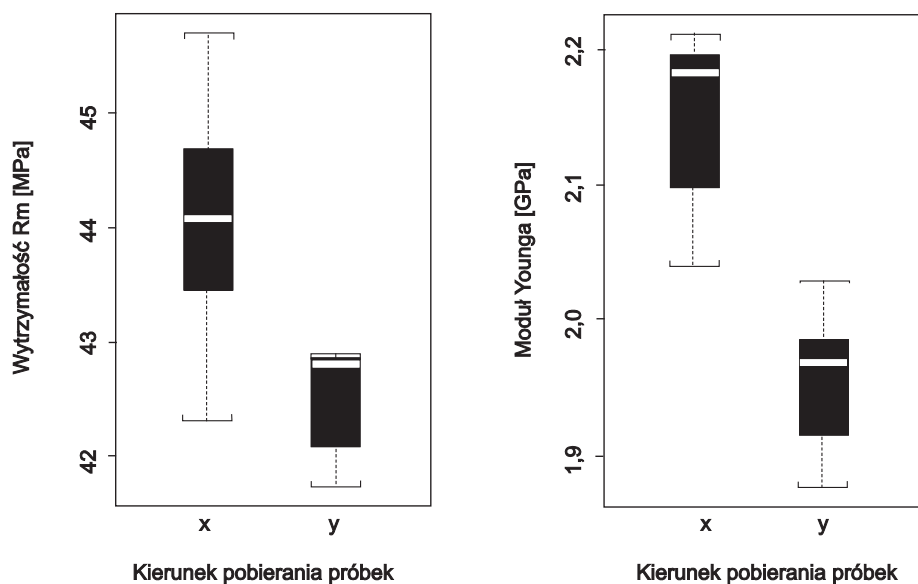 Wytrzymałość Rm [MPa]
45
44
43
42
x y
Kierunek pobierania próbek
Moduł Younga [GPa]
2,2
2,1
2,0
1,9
x y
Kierunek pobierania próbek